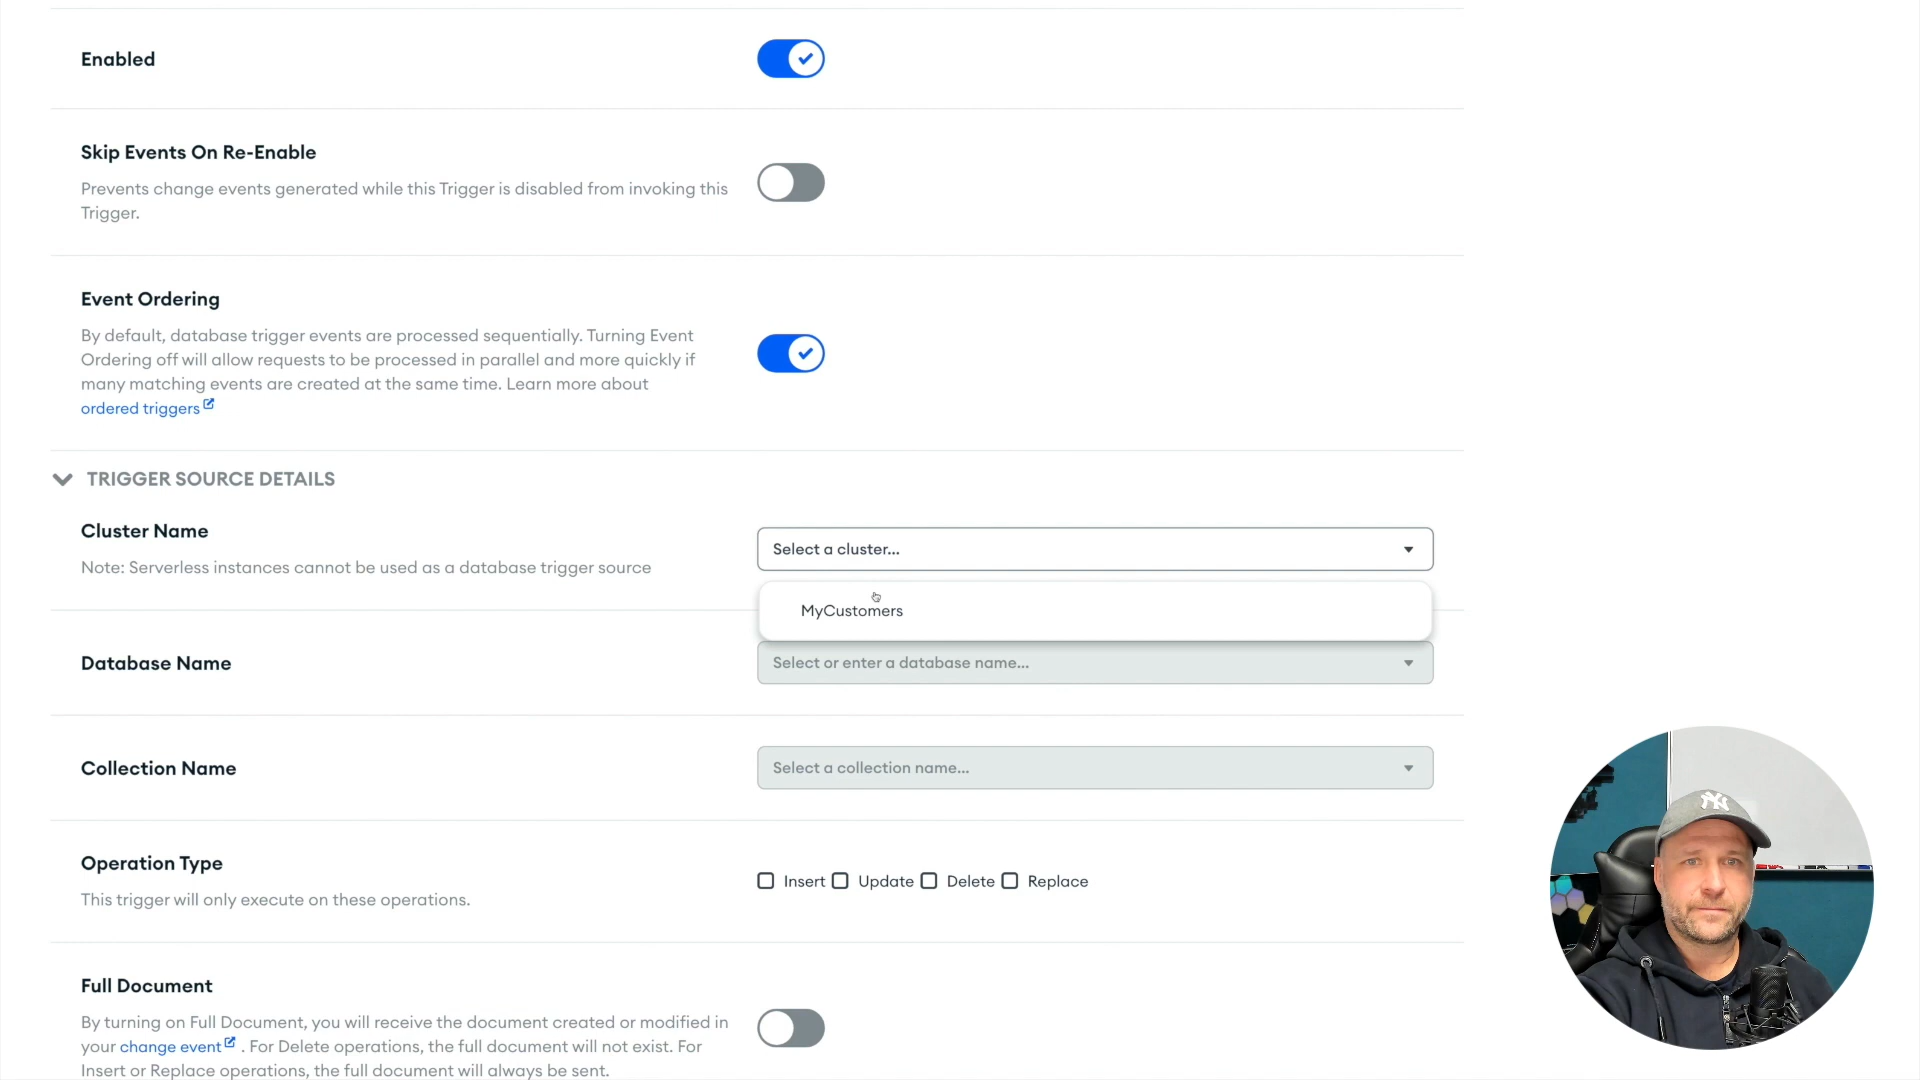 Enabled
Skip Events On Re-Enable
Prevents change events generated while this Trigger is disabled from invoking this
Trigger.
Event Ordering
By default, database trigger events are processed sequentially. Turning Event
Ordering off will allow requests to be processed in parallel and more quickly if
many matching events are created at the same time. Learn more about
ordered triggers
TRIGGER SOURCE DETAILS
Cluster Name
Note: Serverless instances cannot be used as a database trigger source
Select a cluster...
MyCustomers
Database Name
Select or enter a database name...
Collection Name
Select a collection name...
Operation Type
This trigger will only execute on these operations.
Insert Update Delete Replace
Full Document
By turning on Full Document, you will receive the document created or modified in
your change event . For Delete operations, the full document will not exist. For
Insert or Replace operations, the full document will always be sent.
NY